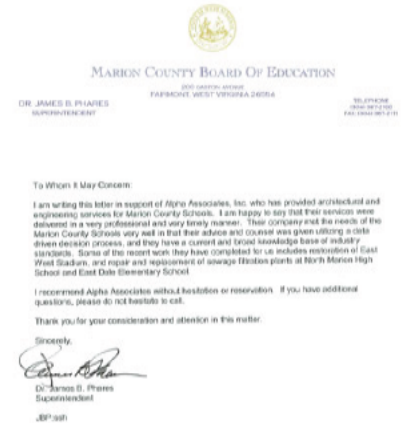 MARION COUNTY BOARD OF EDUCATION
200 GASTON AVENUE
FAIRMONT, WEST VIRGINIA 26554
DR. JAMES B. PHARES
SUPERINTENDENT
TELEPHONE
To Whom It May Concern:
I am writing this letter in support of Alpha Associates, Inc. who has provided architectural and
engineering services for Marion County Schools. I am happy to say that their services were
delivered in a very professional and very timely manner. Their company met the needs of the
Marion County Schools very well in that their advice and counsel was given utilizing a data
driven decision process, and they have a current and broad knowledge base of industry
standards. Some of the recent work they have completed for us includes restoration of East
West Stadium, and repair and replacement of sewage filtration plants at North Marion High
School and East Dale Elementary School.
I recommend Alpha Associates without hesitation or reservation. If you have additional
questions, please do not hesitate to call.
Thank you for your consideration and attention in this matter.
Sincerely,
Dr. James B. Phares
Superintendent
JBP:ssh